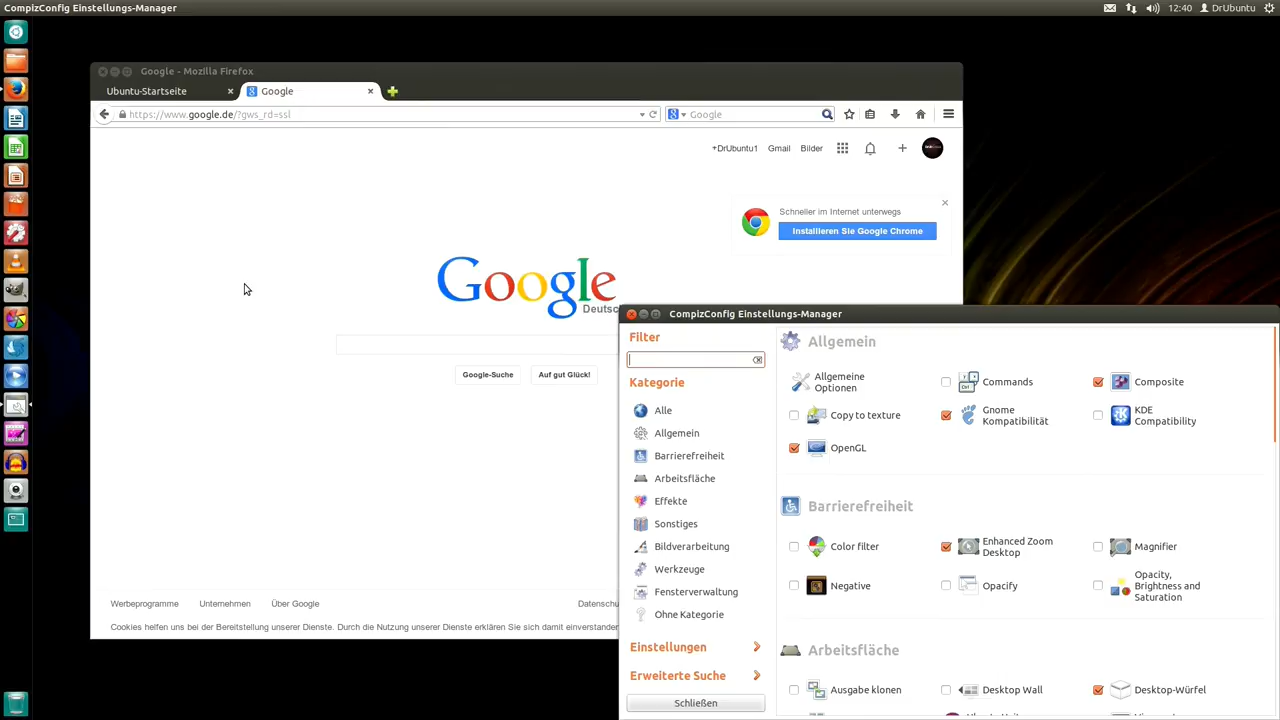 CompizConfig Einstellungs-Manager
12:40
DrUbuntu
Google - Mozilla Firefox
Ubuntu-Startseite
Google
https://www.google.de/?gws_rd=ssl
Google
+DrUbuntu1 Gmail Bilder
Schneller im Internet unterwegs
Installieren Sie Google Chrome
Google
Google-Suche
Auf gut Glück!
Werbeprogramme Unternehmen Über Google
Cookies helfen uns bei der Bereitstellung unserer Dienste. Durch die Nutzung unserer Dienste erklären Sie sich damit einverstanden
CompizConfig Einstellungs-Manager
Filter
Kategorie
Alle
Allgemein
Barrierefreiheit
Arbeitsfläche
Effekte
Sonstiges
Bildverarbeitung
Werkzeuge
Fensterverwaltung
Ohne Kategorie
Einstellungen
Erweiterte Suche
Schließen
Allgemein
Allgemeine
Optionen
Commands
Composite
Copy to texture
Gnome
Kompatibilität
KDE
Compatibility
OpenGL
Barrierefreiheit
Color filter
Enhanced Zoom
Desktop
Magnifier
Negative
Opacify
Opacity,
Brightness and
Saturation
Arbeitsfläche
Ausgabe klonen
Desktop Wall
Desktop-Würfel